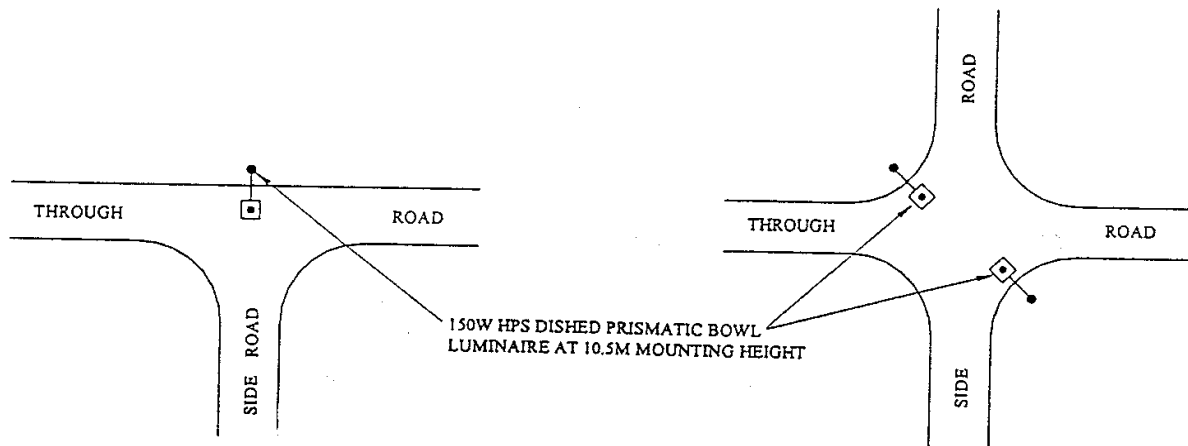 THROUGH
ROAD
SIDE ROAD
150W HPS DISHED PRISMATIC BOWL
LUMINAIRE AT 10.5M MOUNTING HEIGHT
ROAD
THROUGH
ROAD
SIDE